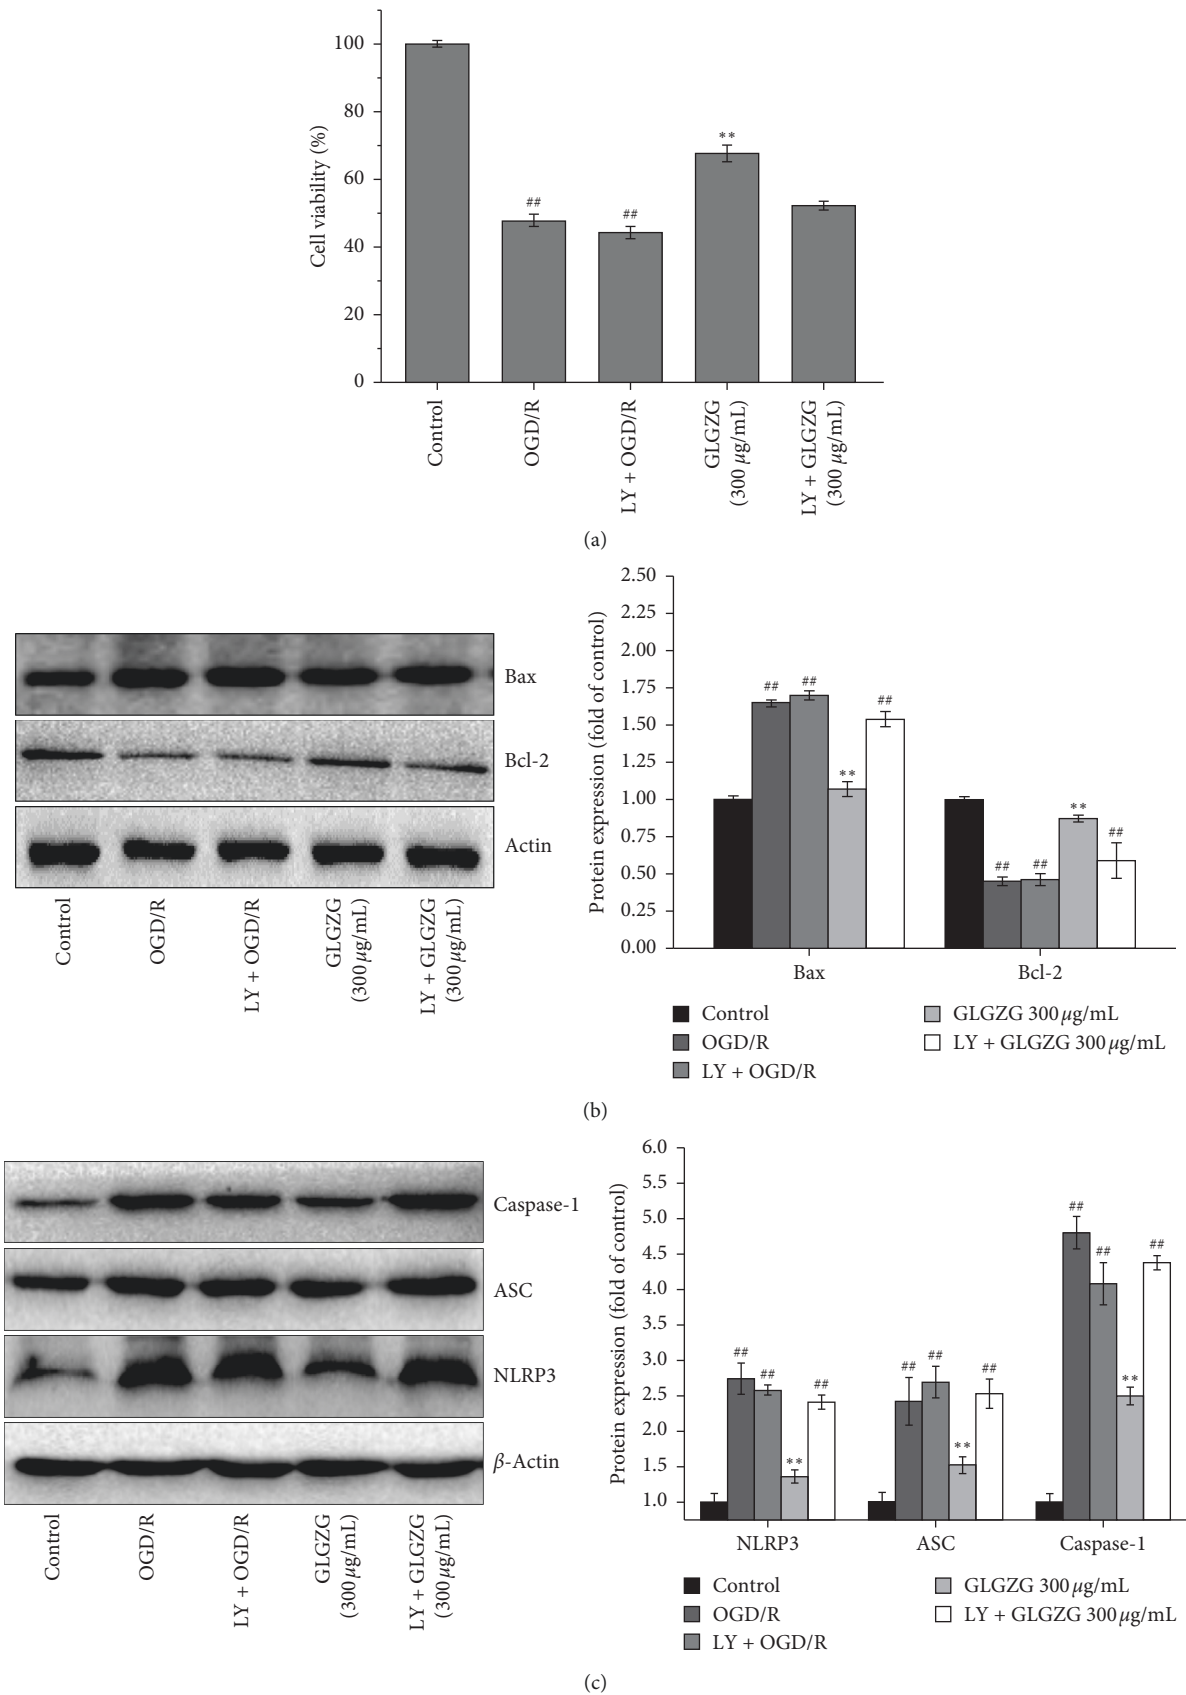 100
80
60
40
20
0
Cell viability (%)
##
##
**
Control
OGD/R
LY + OGD/R
GLGZG
(300 µg/mL)
LY + GLGZG
(300 µg/mL)
(a)
Bax
Bcl-2
Actin
Control
OGD/R
LY + OGD/R
GLGZG
(300 µg/mL)
LY + GLGZG
(300 µg/mL)
2.50
2.25
2.00
1.75
1.50
1.25
1.00
0.75
0.50
0.25
0.00
Protein expression (fold of control)
##
##
**
##
##
##
**
##
Bax
Bcl-2
Control
OGD/R
LY + OGD/R
GLGZG 300 µg/mL
LY + GLGZG 300 µg/mL
(b)
Caspase-1
ASC
NLRP3
β-Actin
Control
OGD/R
LY + OGD/R
GLGZG
(300 µg/mL)
LY + GLGZG
(300 µg/mL)
6.0
5.5
5.0
4.5
4.0
3.5
3.0
2.5
2.0
1.5
1.0
Protein expression (fold of control)
##
##
**
##
##
##
**
##
##
##
**
##
NLRP3
ASC
Caspase-1
Control
OGD/R
LY + OGD/R
GLGZG 300 µg/mL
LY + GLGZG 300 µg/mL
(c)